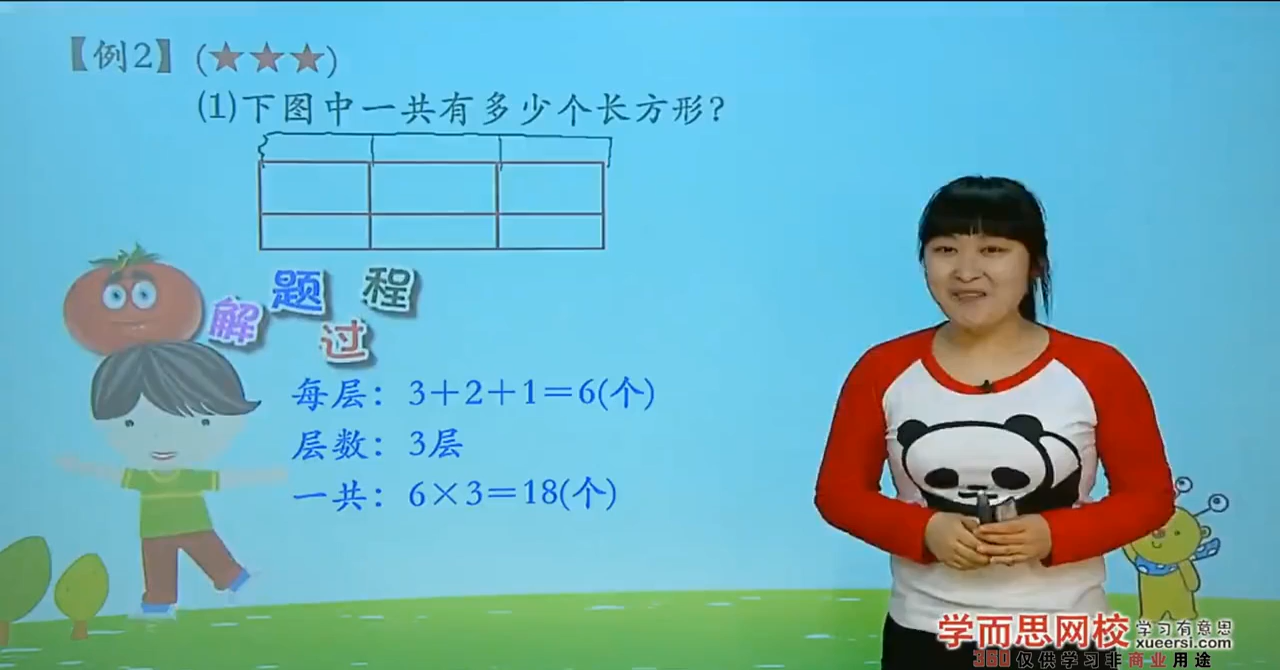 【例2】(★★★)
(1)下图中一共有多少个长方形？
解题过程
每层：3+2+1=6(个)
层数：3层
一共：6×3=18(个)
学而思网校 学习有意思
xueersi.com
360仅供学习非商业用途